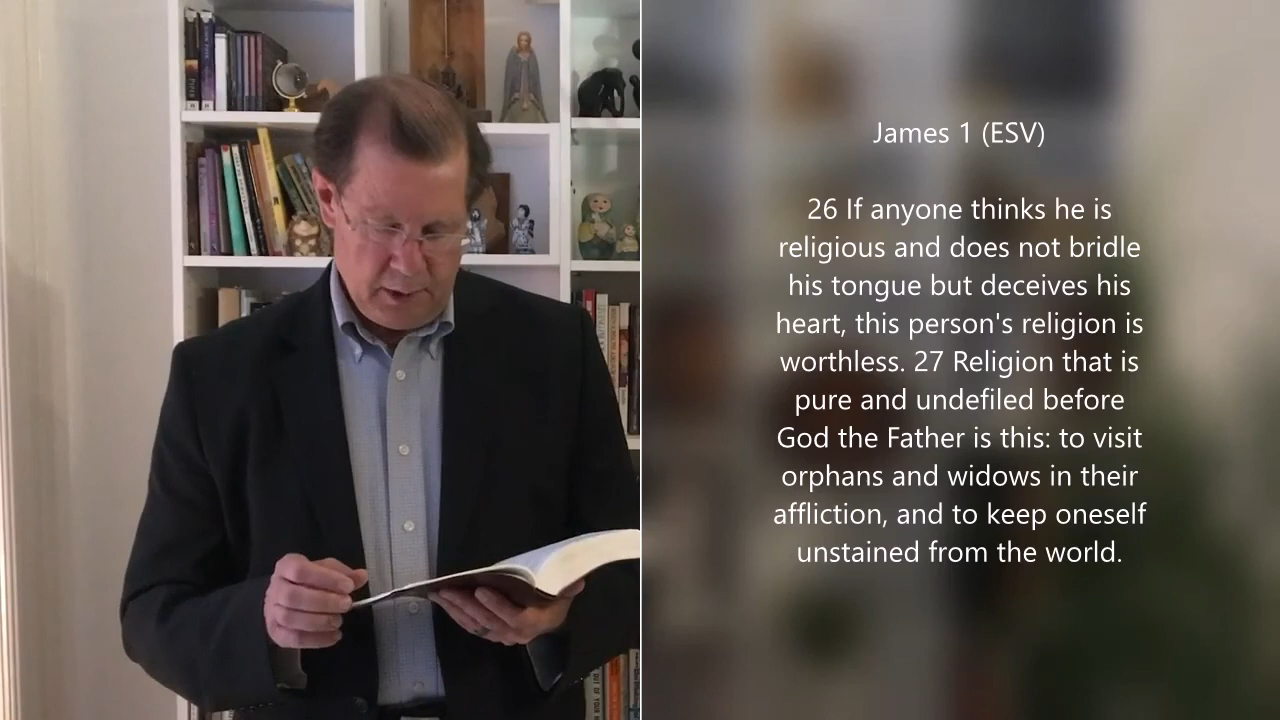 James 1 (ESV)
26 If anyone thinks he is
religious and does not bridle
his tongue but deceives his
heart, this person's religion is
worthless. 27 Religion that is
pure and undefiled before
God the Father is this: to visit
orphans and widows in their
affliction, and to keep oneself
unstained from the world.